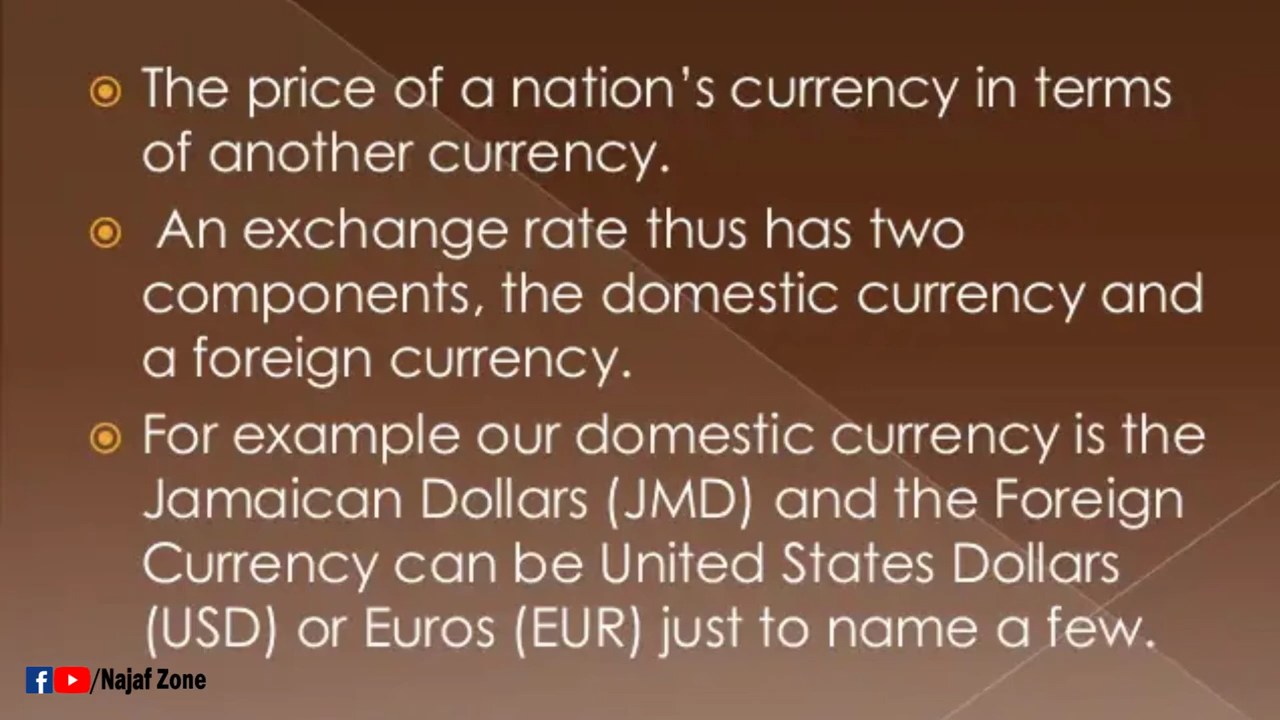 The price of a nation’s currency in terms
of another currency.
An exchange rate thus has two
components, the domestic currency and
a foreign currency.
For example our domestic currency is the
Jamaican Dollars (JMD) and the Foreign
Currency can be United States Dollars
(USD) or Euros (EUR) just to name a few.
/Najaf Zone